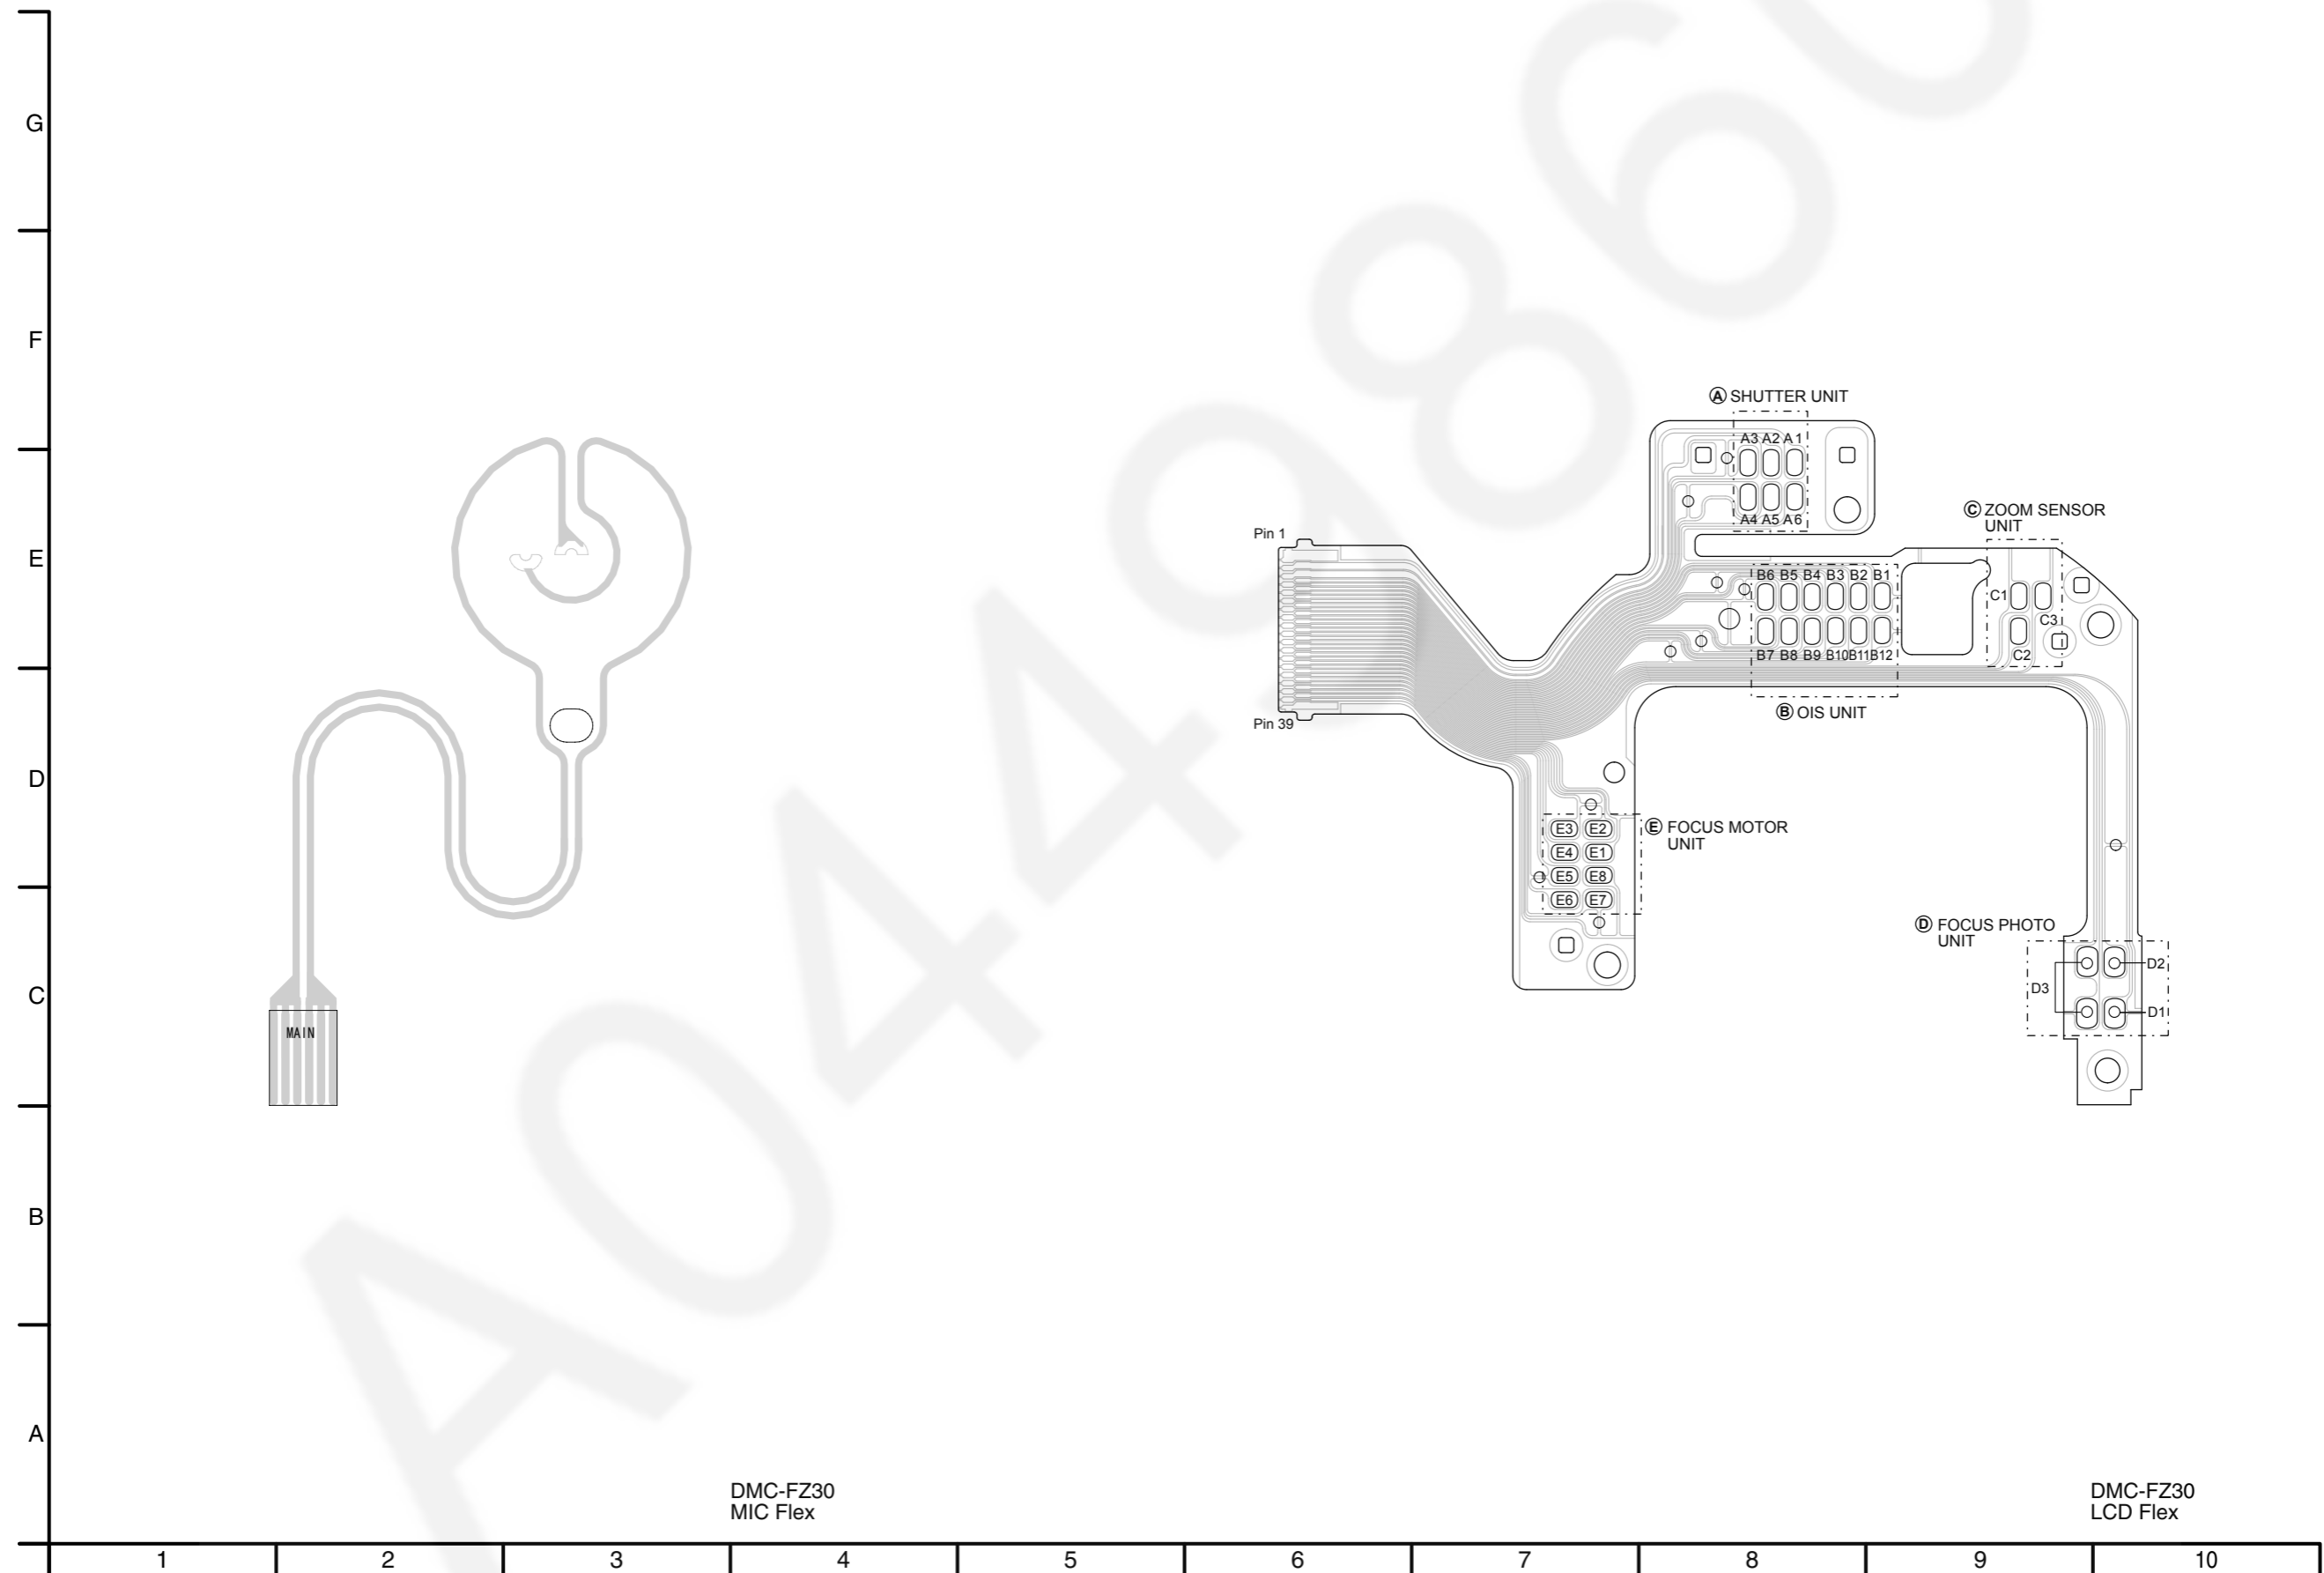 G
F
E
D
C
B
A
Ⓐ SHUTTER UNIT
A3 A2 A1
A4 A5 A6
Ⓒ ZOOM SENSOR
UNIT
C1
C3
C2
Pin 1
Pin 39
B6 B5 B4 B3 B2 B1
B7 B8 B9 B10 B11 B12
Ⓑ OIS UNIT
E3 E2
E4 E1
E5 E8
E6 E7
Ⓔ FOCUS MOTOR
UNIT
Ⓓ FOCUS PHOTO
UNIT
D2
D3
D1
MAIN
DMC-FZ30
MIC Flex
DMC-FZ30
LCD Flex
1 2 3 4 5 6 7 8 9 10